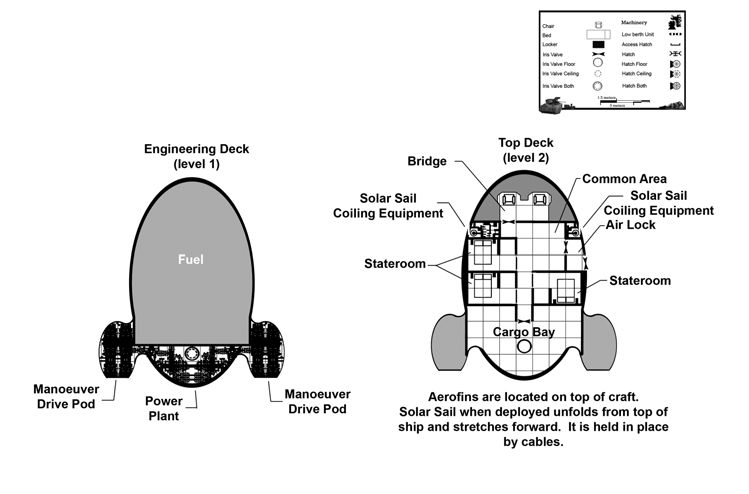 Chair
Bed
Locker
Iris Valve
Iris Valve Floor
Iris Valve Ceiling
Iris Valve Both
Machinery
Low berth Unit
Access Hatch
Hatch
Hatch Floor
Hatch Ceiling
Hatch Both
1.5 meters
3 meters
Engineering Deck
(level 1)
Fuel
Manoeuver
Drive Pod
Power
Plant
Manoeuver
Drive Pod
Top Deck
(level 2)
Bridge
Common Area
Solar Sail
Coiling Equipment
Solar Sail
Coiling Equipment
Air Lock
Stateroom
Stateroom
Cargo Bay
Aerofins are located on top of craft.
Solar Sail when deployed unfolds from top of
ship and stretches forward. It is held in place
by cables.